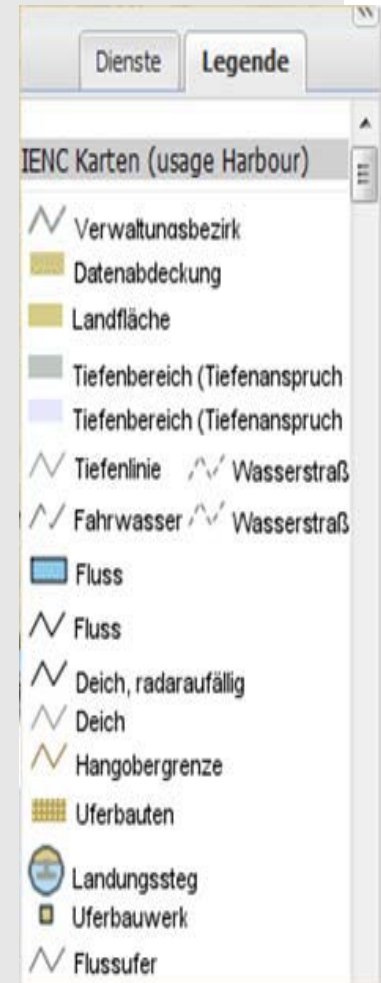 Dienste Legende
IENC Karten (usage Harbour)
Verwaltungsbezirk
Datenabdeckung
Landfläche
Tiefenbereich (Tiefenanspruch
Tiefenbereich (Tiefenanspruch
Tiefenlinie Wasserstraß
Fahrwasser Wasserstraß
Fluss
Fluss
Deich, radaraufällig
Deich
Hangobergrenze
Uferbauten
Landungssteg
Uferbauwerk
Flussufer